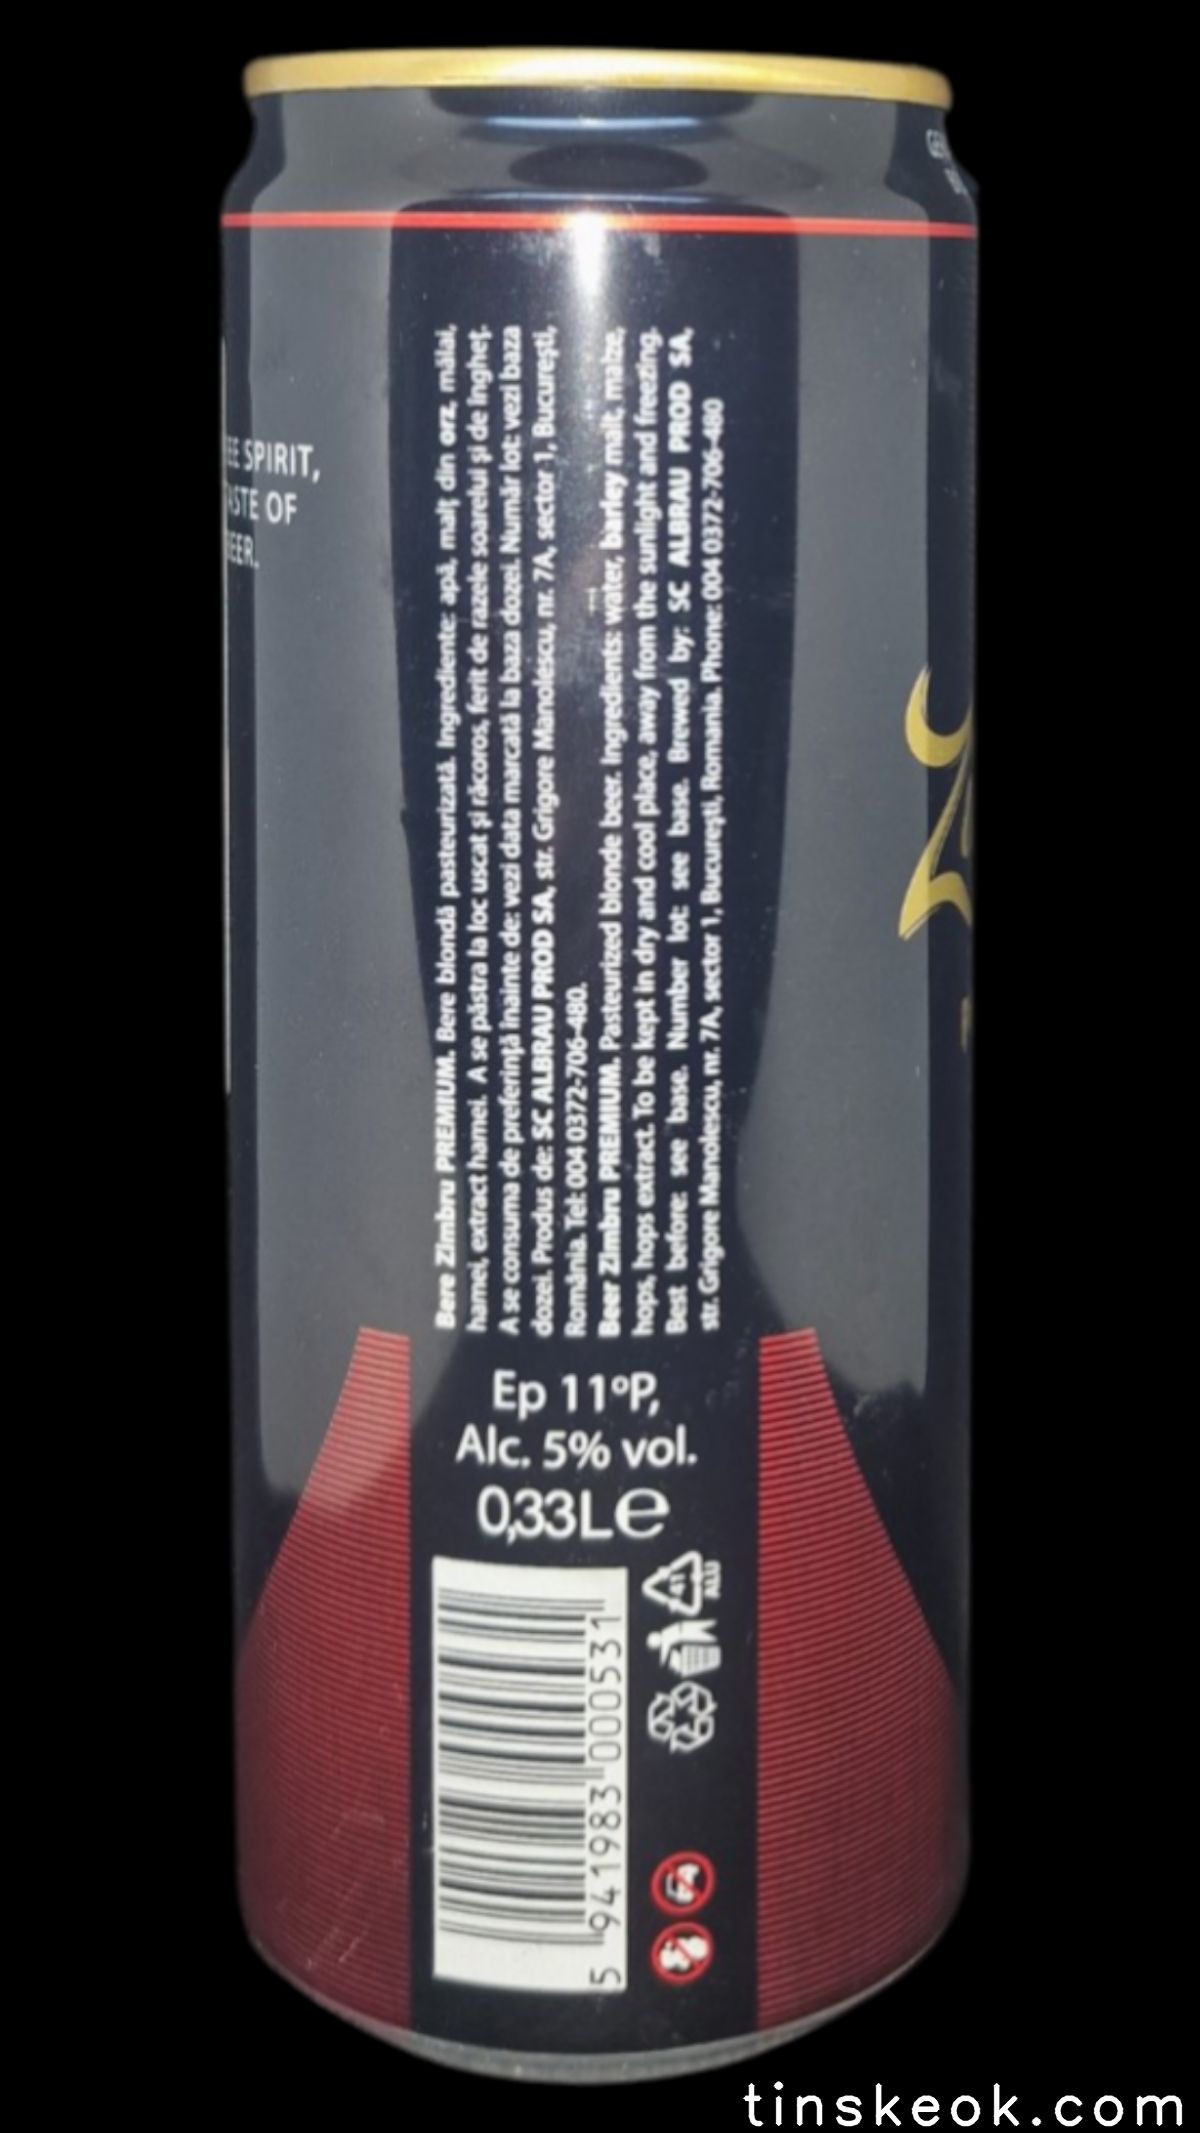 EE SPIRIT,
ASTE OF
BEER.
Bere Zimbru PREMIUM. Bere blondă pasteurizată. Ingrediente: apă, malț din orz, mălai,
hamei, extract hamei. A se păstra la loc uscat și răcoros, ferit de razele soarelui și de îngheț.
A se consuma de preferință înainte de: vezi data marcată la baza dozei. Număr lot: vezi baza
dozei. Produs de: SC ALBRAU PROD SA, str. Grigore Manolescu, nr. 7A, sector 1, București,
România. Tel: 004 0372-706-480.
Beer Zimbru PREMIUM. Pasteurized blonde beer. Ingredients: water, barley malt, maize,
hops, hops extract. To be kept in dry and cool place, away from the sunlight and freezing.
Best before: see base. Number lot: see base. Brewed by: SC ALBRAU PROD SA,
str. Grigore Manolescu, nr. 7A, sector 1, București, Romania. Phone: 004 0372-706-480
Ep 11°P,
Alc. 5% vol.
0,33L℮
5 941983 000531
41
ALU
tinskeok.com